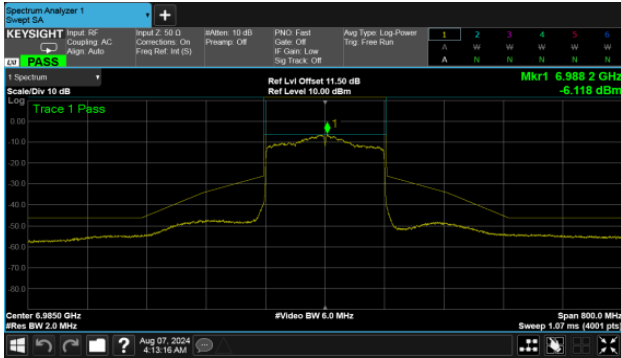 Spectrum Analyzer 1
Swept SA
+
KEYSIGHT Input: RF Input Z: 50 Ω #Atten: 10 dB PNO: Fast Avg Type: Log-Power 1 2 3 4 5 6
Coupling: AC Corrections: On Preamp: Off Gate: Off Trig: Free Run A W W W W W
Align: Auto Freq Ref: Int (S) IF Gain: Low
LXI PASS Sig Track: Off A N N N N N
1 Spectrum Ref Lvl Offset 11.50 dB Mkr1 6.988 2 GHz
Scale/Div 10 dB Ref Level 10.00 dBm -6.118 dBm
Log Trace 1 Pass
0.00
1
-10.0
-20.0
-30.0
-40.0
-50.0
-60.0
-70.0
-80.0
Center 6.9850 GHz #Video BW 6.0 MHz Span 800.0 MHz
#Res BW 2.0 MHz Sweep 1.07 ms (4001 pts)
? Aug 07, 2024
4:13:16 AM